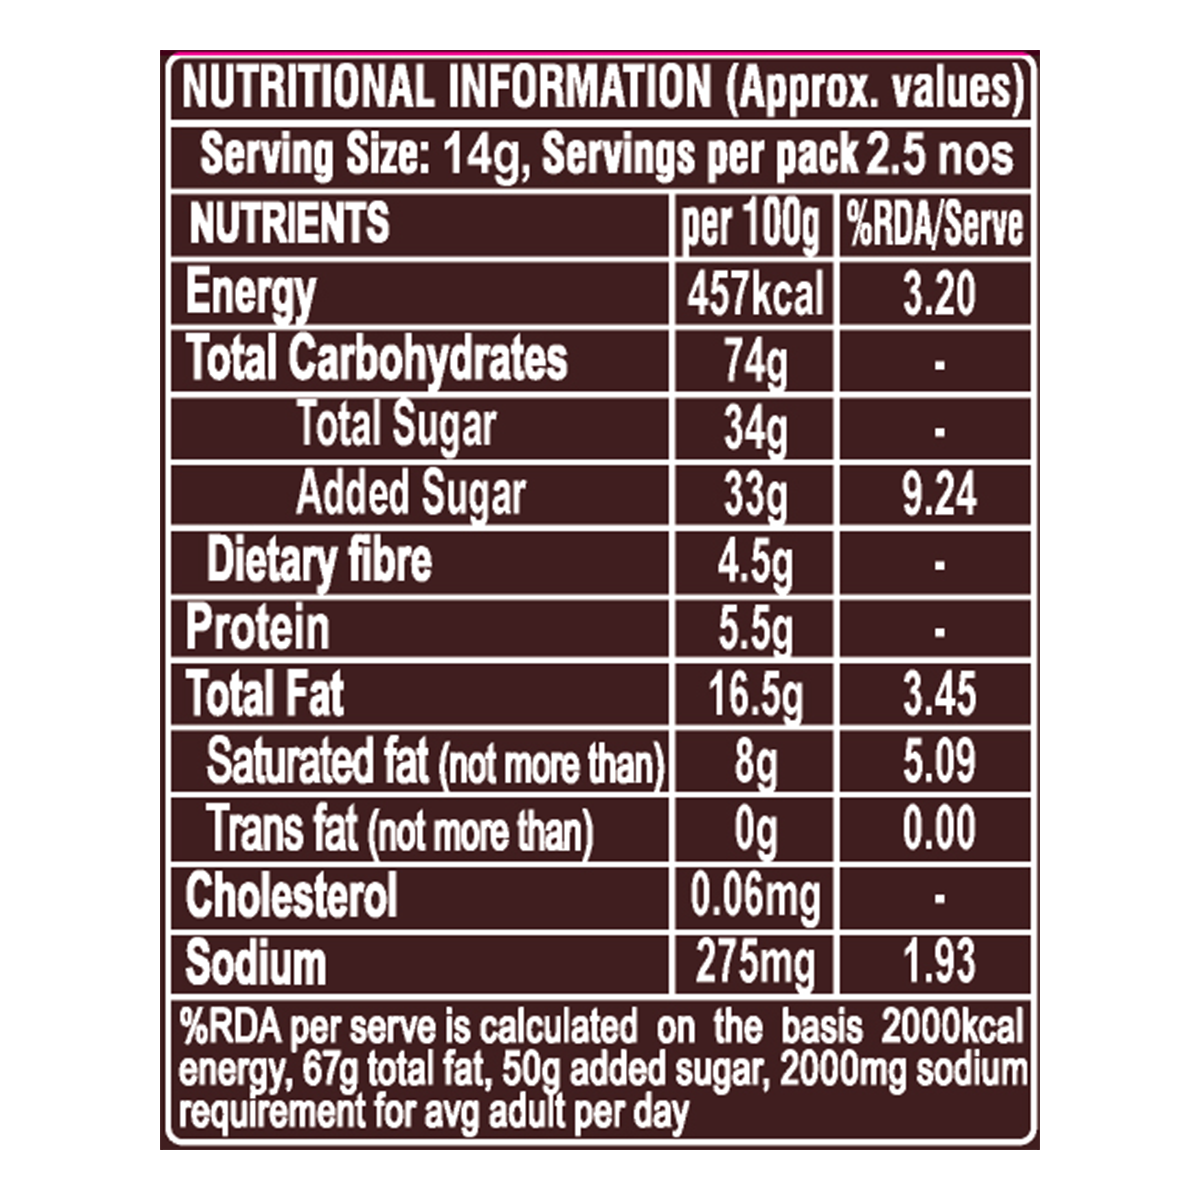 NUTRITIONAL INFORMATION (Approx. values)
Serving Size: 14g, Servings per pack 2.5 nos
NUTRIENTS per 100g %RDA/Serve
Energy 457kcal 3.20
Total Carbohydrates 74g -
Total Sugar 34g -
Added Sugar 33g 9.24
Dietary fibre 4.5g -
Protein 5.5g -
Total Fat 16.5g 3.45
Saturated fat (not more than) 8g 5.09
Trans fat (not more than) 0g 0.00
Cholesterol 0.06mg -
Sodium 275mg 1.93
%RDA per serve is calculated on the basis 2000kcal
energy, 67g total fat, 50g added sugar, 2000mg sodium
requirement for avg adult per day